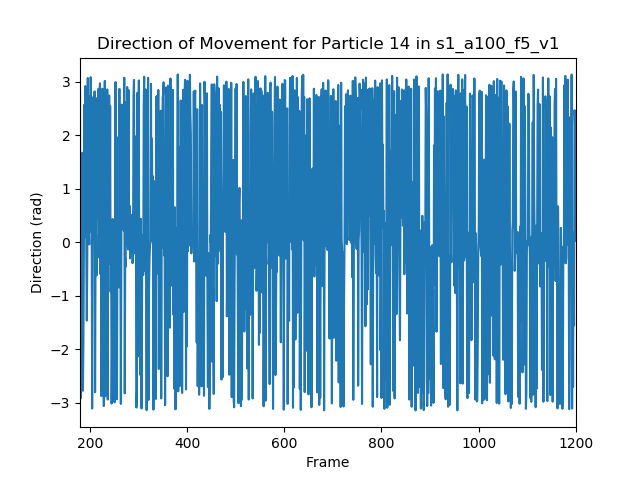 Direction of Movement for Particle 14 in s1_a100_f5_v1
3
2
1
0
−1
−2
−3
Direction (rad)
200 400 600 800 1000 1200
Frame